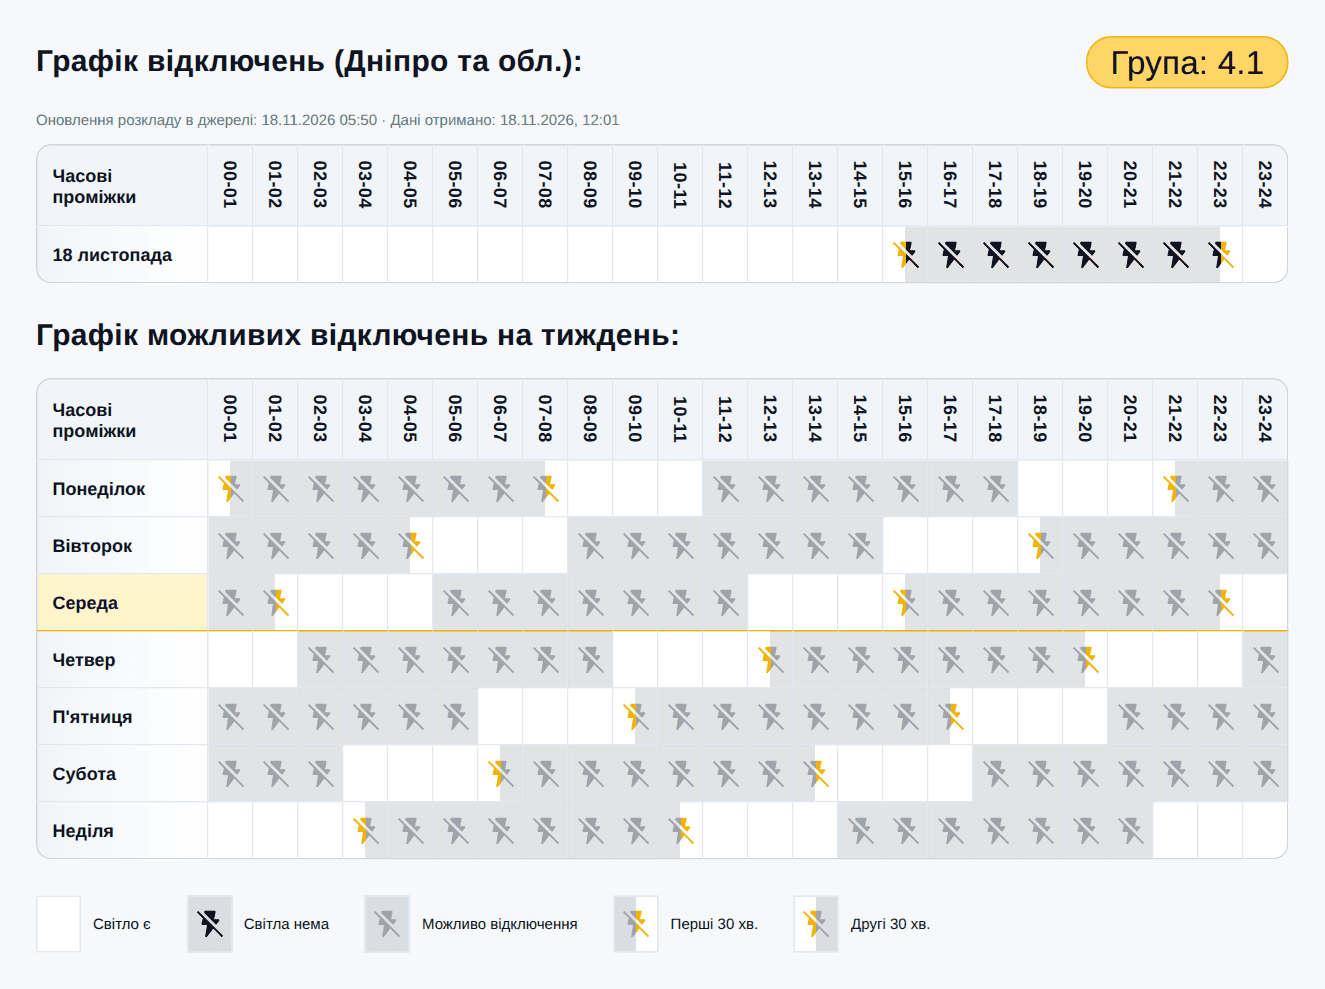 Графік відключень (Дніпро та обл.):
Група: 4.1
Оновлення розкладу в джерелі: 18.11.2026 05:50 · Дані отримано: 18.11.2026, 12:01
Часові
проміжки
00-01 01-02 02-03 03-04 04-05 05-06 06-07 07-08 08-09 09-10 10-11 11-12 12-13 13-14 14-15 15-16 16-17 17-18 18-19 19-20 20-21 21-22 22-23 23-24
18 листопада
Графік можливих відключень на тиждень:
Часові
проміжки
00-01 01-02 02-03 03-04 04-05 05-06 06-07 07-08 08-09 09-10 10-11 11-12 12-13 13-14 14-15 15-16 16-17 17-18 18-19 19-20 20-21 21-22 22-23 23-24
Понеділок
Вівторок
Середа
Четвер
П'ятниця
Субота
Неділя
Світло є
Світла нема
Можливо відключення
Перші 30 хв.
Другі 30 хв.